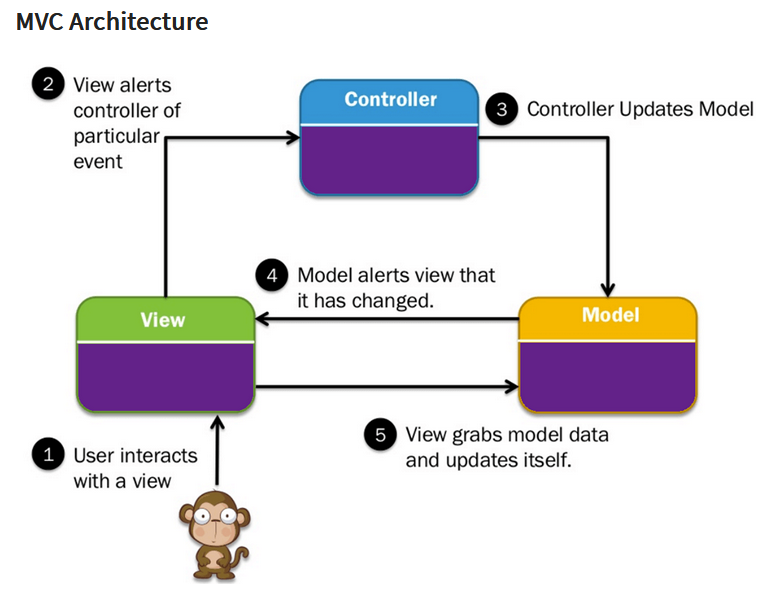 MVC Architecture
2
View alerts
controller of
particular
event
Controller
3
Controller Updates Model
4
Model alerts view that
it has changed.
View
Model
5
View grabs model data
and updates itself.
1
User interacts
with a view